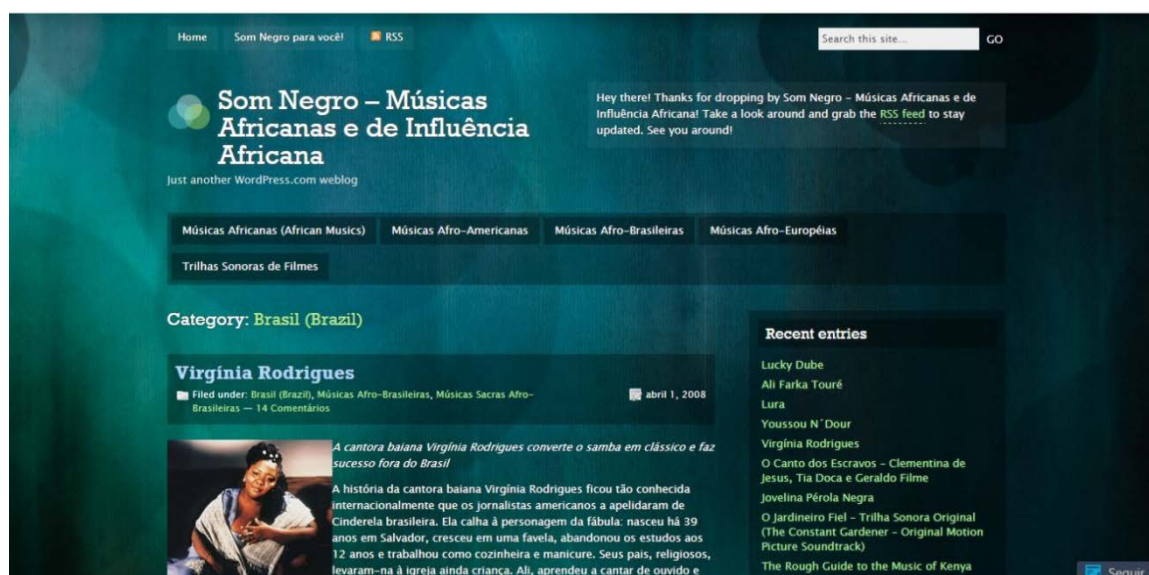 Home Som Negro para você! RSS
Search this site... GO
Som Negro – Músicas
Africanas e de Influência
Africana
Just another WordPress.com weblog
Hey there! Thanks for dropping by Som Negro – Músicas Africanas e de
Influência Africana! Take a look around and grab the RSS feed to stay
updated. See you around!
Músicas Africanas (African Musics) Músicas Afro-Americanas Músicas Afro-Brasileiras Músicas Afro-Européias
Trilhas Sonoras de Filmes
Category: Brasil (Brazil)
Virgínia Rodrigues
Filed under: Brasil (Brazil), Músicas Afro-Brasileiras, Músicas Sacras Afro-
Brasileiras — 14 Comentários
abril 1, 2008
A cantora baiana Virgínia Rodrigues converte o samba em clássico e faz
sucesso fora do Brasil
A história da cantora baiana Virgínia Rodrigues ficou tão conhecida
internacionalmente que os jornalistas americanos a apelidaram de
Cinderela brasileira. Ela calha à personagem da fábula: nasceu há 39
anos em Salvador, cresceu em uma favela, abandonou os estudos aos
12 anos e trabalhou como cozinheira e manicure. Seus pais, religiosos,
levaram-na à igreja ainda criança. Ali, aprendeu a cantar de ouvido e
Recent entries
Lucky Dube
Ali Farka Touré
Lura
Youssou N´Dour
Virgínia Rodrigues
O Canto dos Escravos – Clementina de
Jesus, Tia Doca e Geraldo Filme
Jovelina Pérola Negra
O Jardineiro Fiel – Trilha Sonora Original
(The Constant Gardener – Original Motion
Picture Soundtrack)
The Rough Guide to the Music of Kenya
Seguir